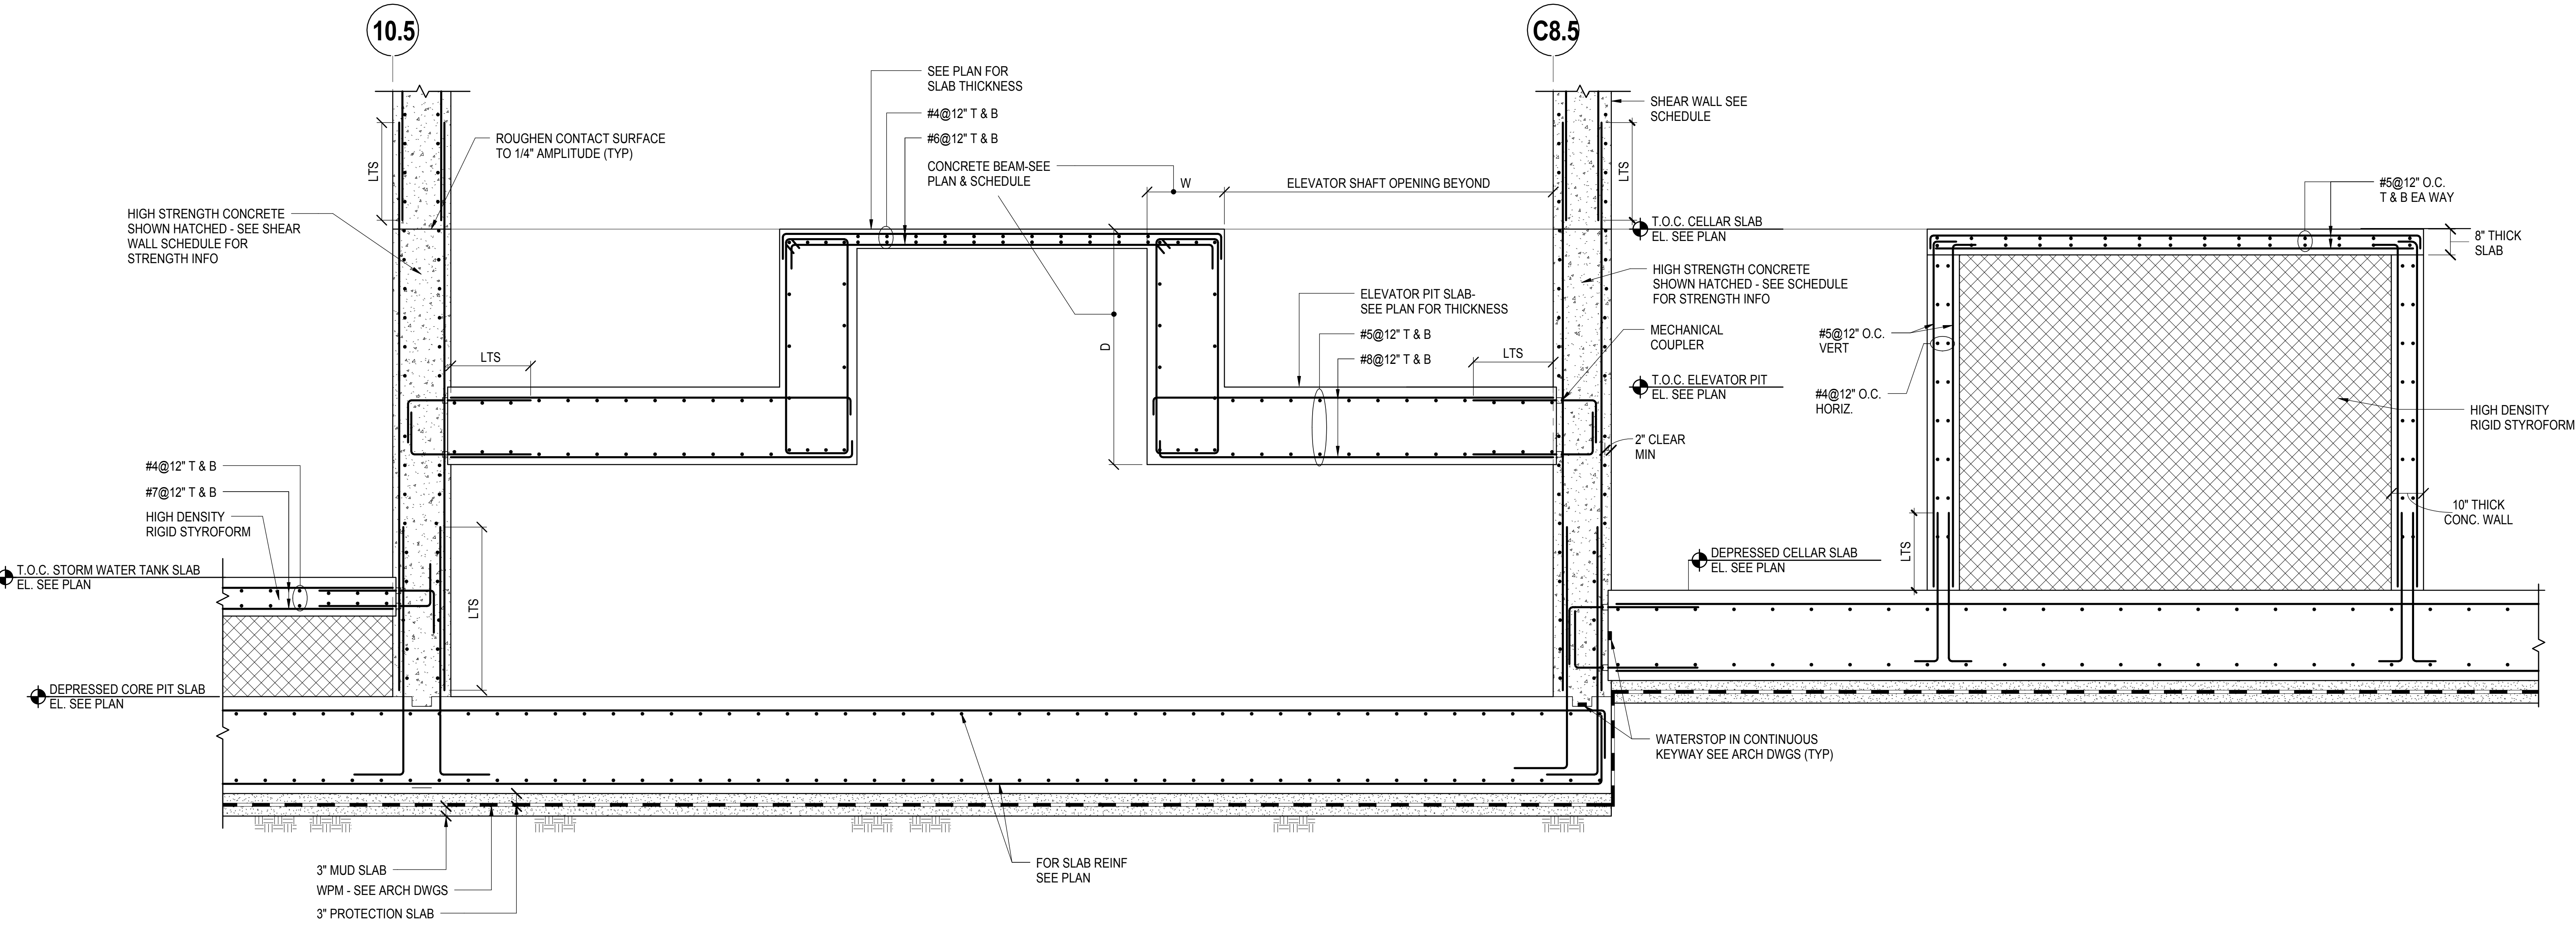 10.5
C8.5
SEE PLAN FOR
SLAB THICKNESS
#4@12" T & B
#6@12" T & B
CONCRETE BEAM-SEE
PLAN & SCHEDULE
W
ELEVATOR SHAFT OPENING BEYOND
SHEAR WALL SEE
SCHEDULE
ROUGHEN CONTACT SURFACE
TO 1/4" AMPLITUDE (TYP)
LTS
LTS
#5@12" O.C.
T & B EA WAY
HIGH STRENGTH CONCRETE
SHOWN HATCHED - SEE SHEAR
WALL SCHEDULE FOR
STRENGTH INFO
T.O.C. CELLAR SLAB
EL. SEE PLAN
8" THICK
SLAB
HIGH STRENGTH CONCRETE
SHOWN HATCHED - SEE SCHEDULE
FOR STRENGTH INFO
ELEVATOR PIT SLAB-
SEE PLAN FOR THICKNESS
#5@12" T & B
#8@12" T & B
MECHANICAL
COUPLER
#5@12" O.C.
VERT
D
LTS
LTS
T.O.C. ELEVATOR PIT
EL. SEE PLAN
#4@12" O.C.
HORIZ.
HIGH DENSITY
RIGID STYROFORM
2" CLEAR
MIN
#4@12" T & B
#7@12" T & B
HIGH DENSITY
RIGID STYROFORM
10" THICK
CONC. WALL
T.O.C. STORM WATER TANK SLAB
EL. SEE PLAN
LTS
DEPRESSED CELLAR SLAB
EL. SEE PLAN
LTS
DEPRESSED CORE PIT SLAB
EL. SEE PLAN
WATERSTOP IN CONTINUOUS
KEYWAY SEE ARCH DWGS (TYP)
3" MUD SLAB
WPM - SEE ARCH DWGS
3" PROTECTION SLAB
FOR SLAB REINF
SEE PLAN